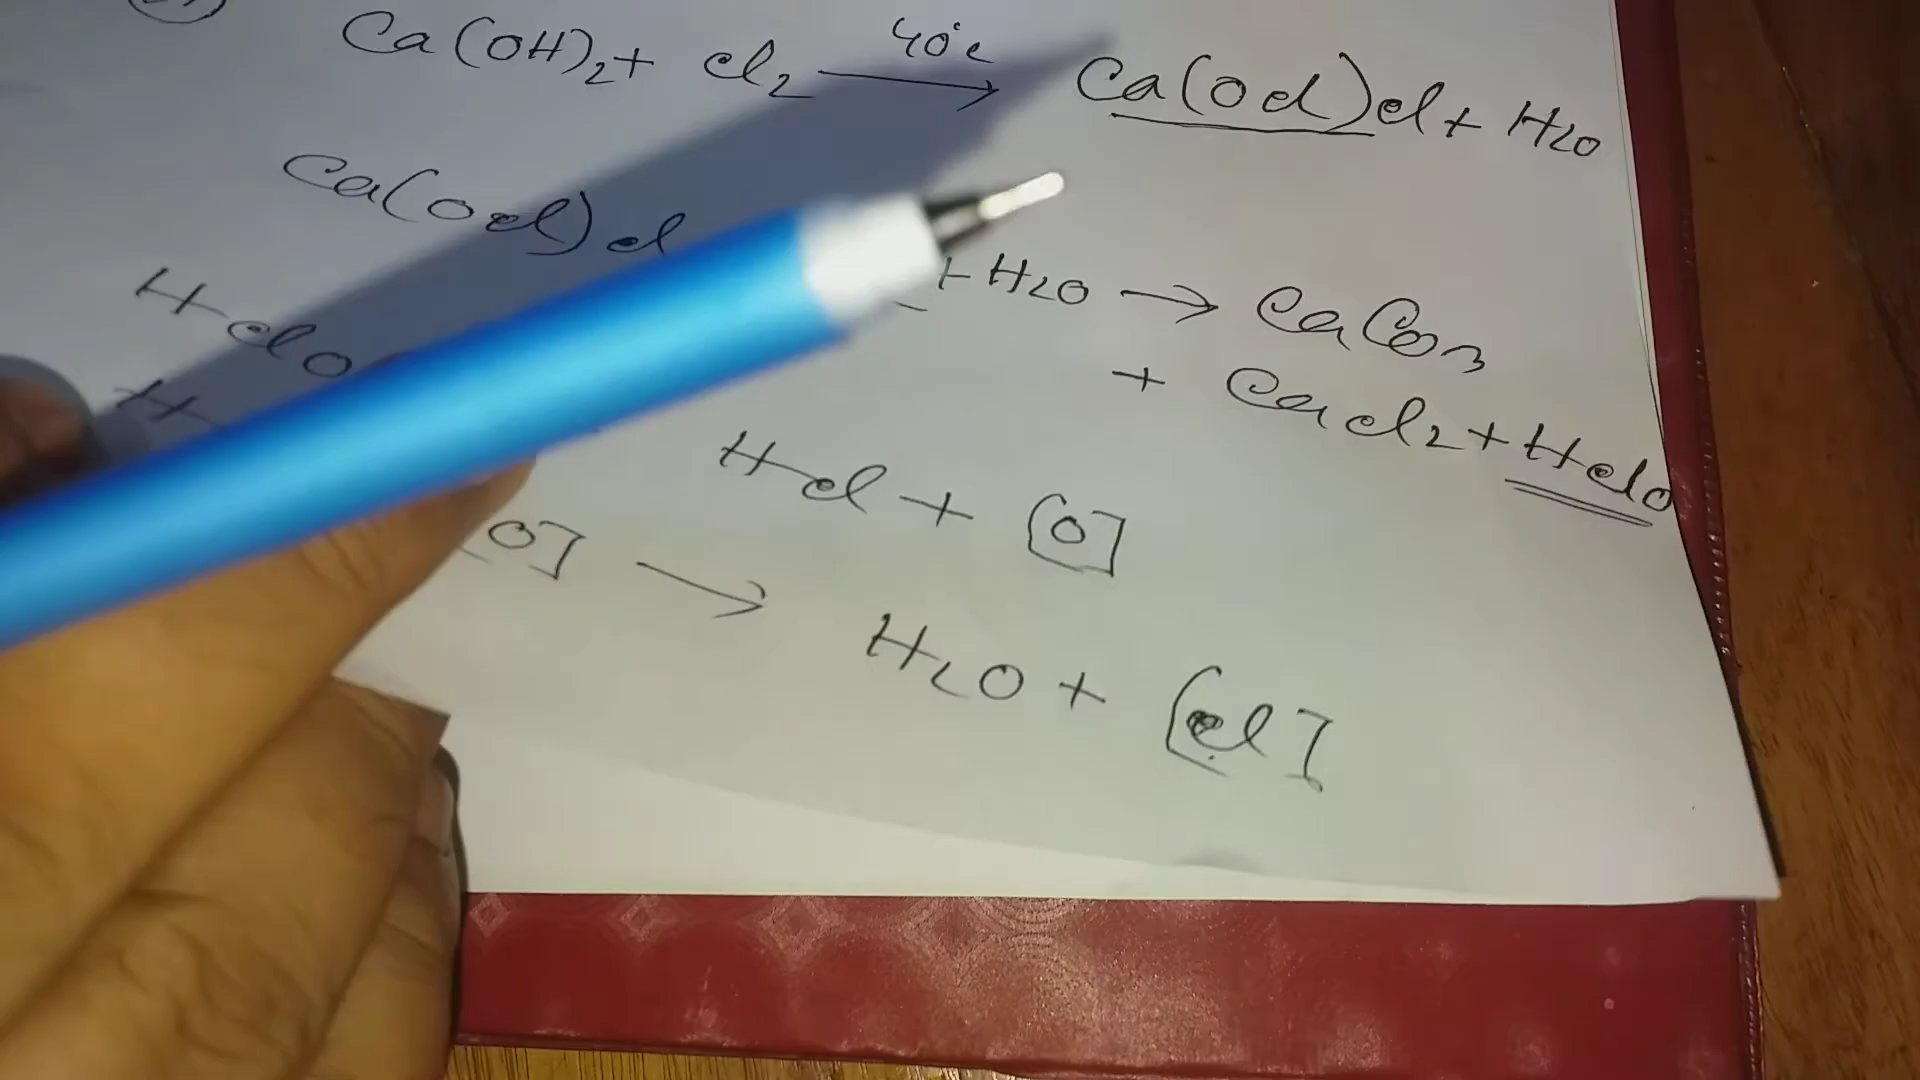 Ca(OH)2 + Cl2 40°C → Ca(OCl)Cl + H2O
Ca(OCl)Cl + H2O → CaCO3
+ CaCl2 + HClO
HClO HCl + [O]
[O] → H2O + [Cl]